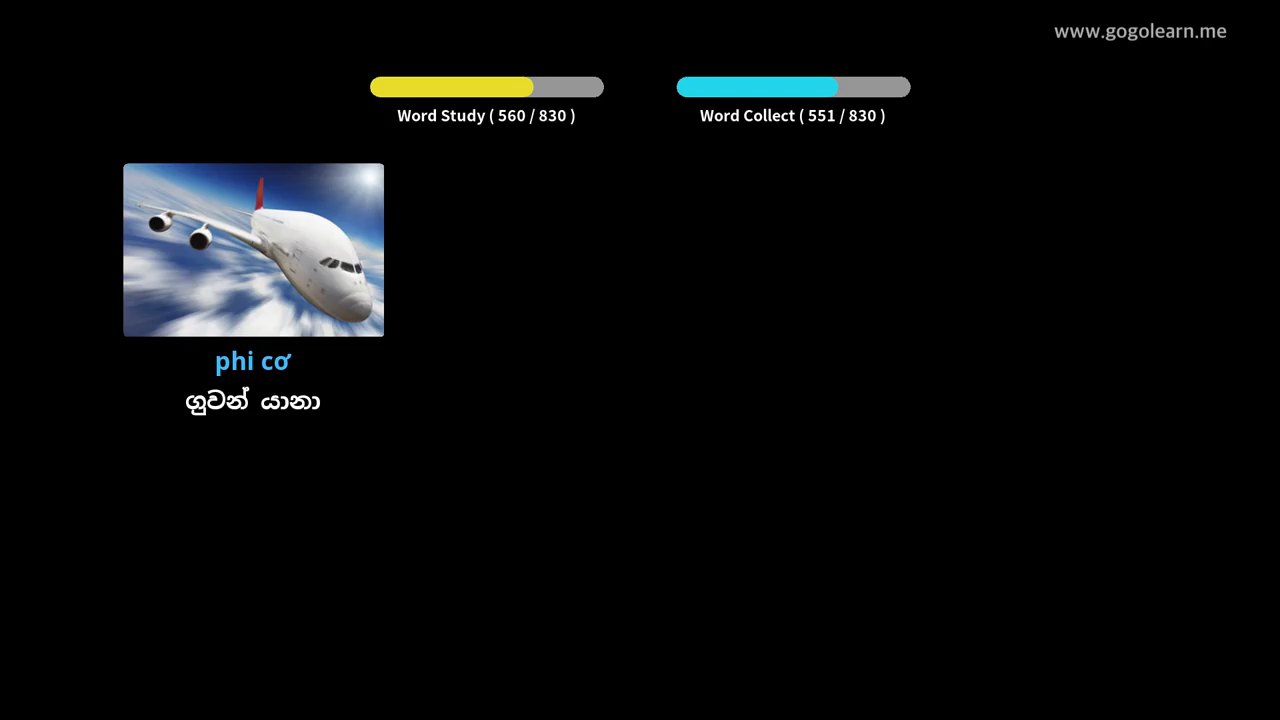 www.gogolearn.me
Word Study ( 560 / 830 )
Word Collect ( 551 / 830 )
phi cơ
ගුවන් යානා